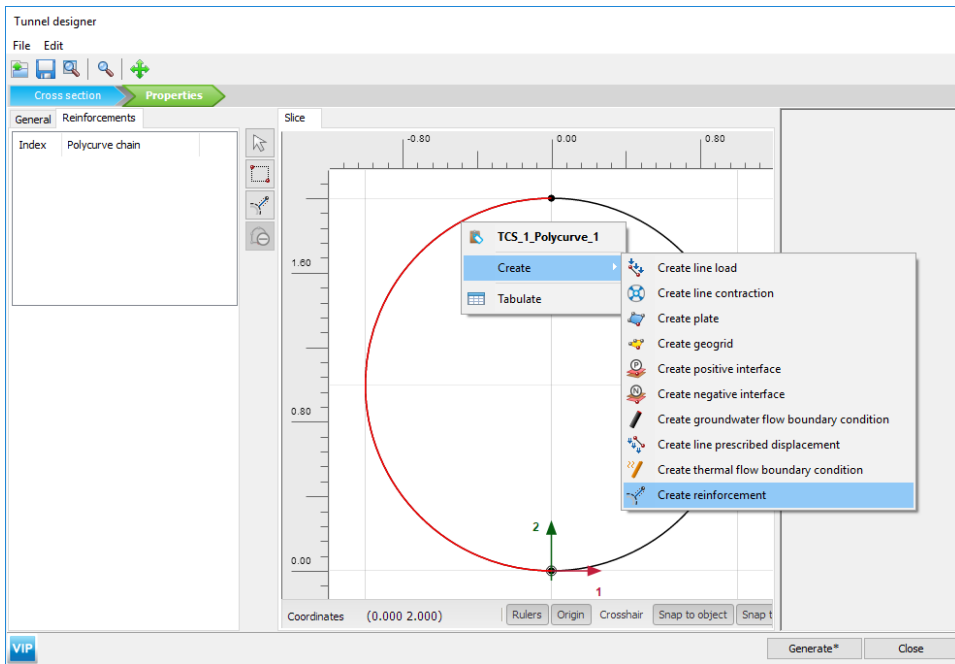 Tunnel designer
File Edit
Cross section Properties
General Reinforcements
Index Polycurve chain
Slice
-0.80 0.00 0.80
1.60
0.80
0.00
TCS_1_Polycurve_1
Create
Tabulate
Create line load
Create line contraction
Create plate
Create geogrid
P Create positive interface
N Create negative interface
Create groundwater flow boundary condition
Create line prescribed displacement
Create thermal flow boundary condition
Create reinforcement
2
1
Coordinates (0.000 2.000) Rulers Origin Crosshair Snap to object Snap t
VIP Generate* Close